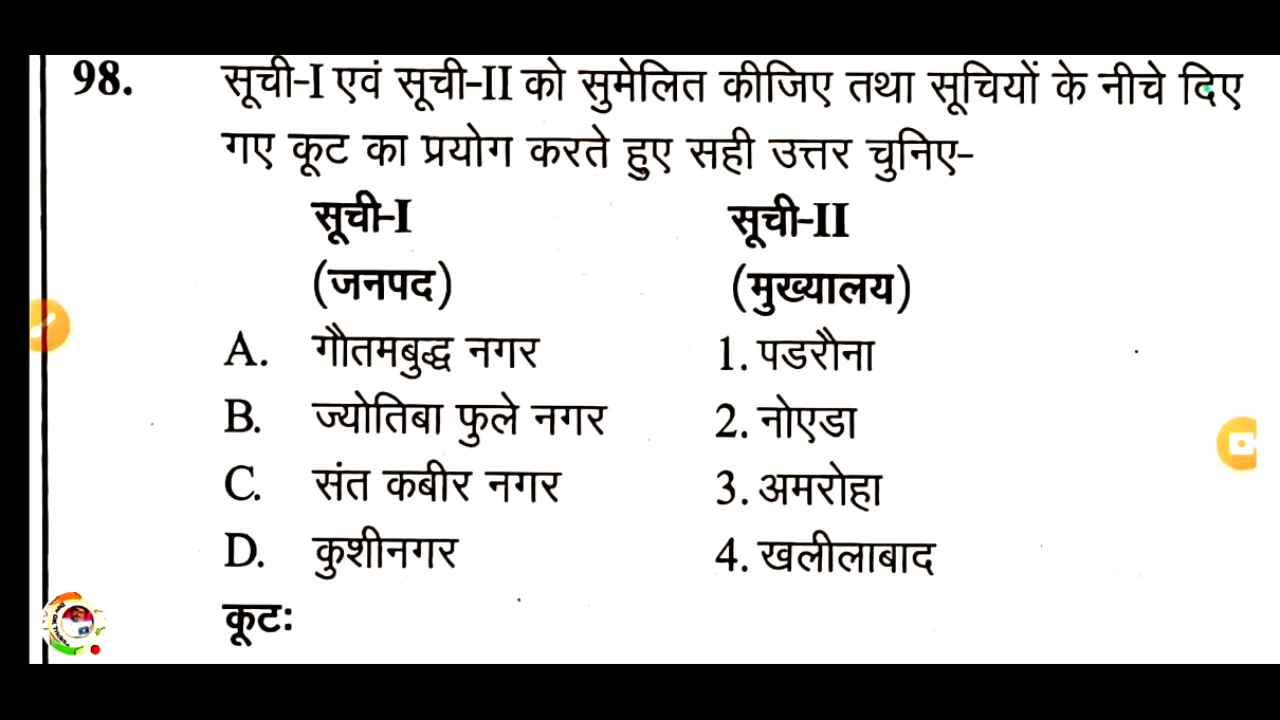 98. सूची-I एवं सूची-II को सुमेलित कीजिए तथा सूचियों के नीचे दिए
गए कूट का प्रयोग करते हुए सही उत्तर चुनिए-
सूची-I सूची-II
(जनपद) (मुख्यालय)
A. गौतमबुद्ध नगर 1. पडरौना
B. ज्योतिबा फुले नगर 2. नोएडा
C. संत कबीर नगर 3. अमरोहा
D. कुशीनगर 4. खलीलाबाद
कूटः